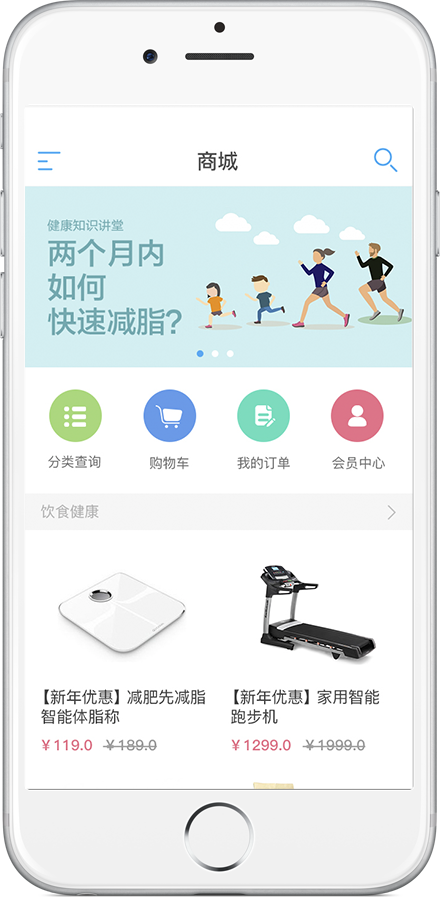 商城
健康知识讲堂
两个月内
如何
快速减脂?
分类查询 购物车 我的订单 会员中心
饮食健康
【新年优惠】减肥先减脂
智能体脂称
¥119.0 ¥189.0
【新年优惠】家用智能
跑步机
¥1299.0 ¥1999.0